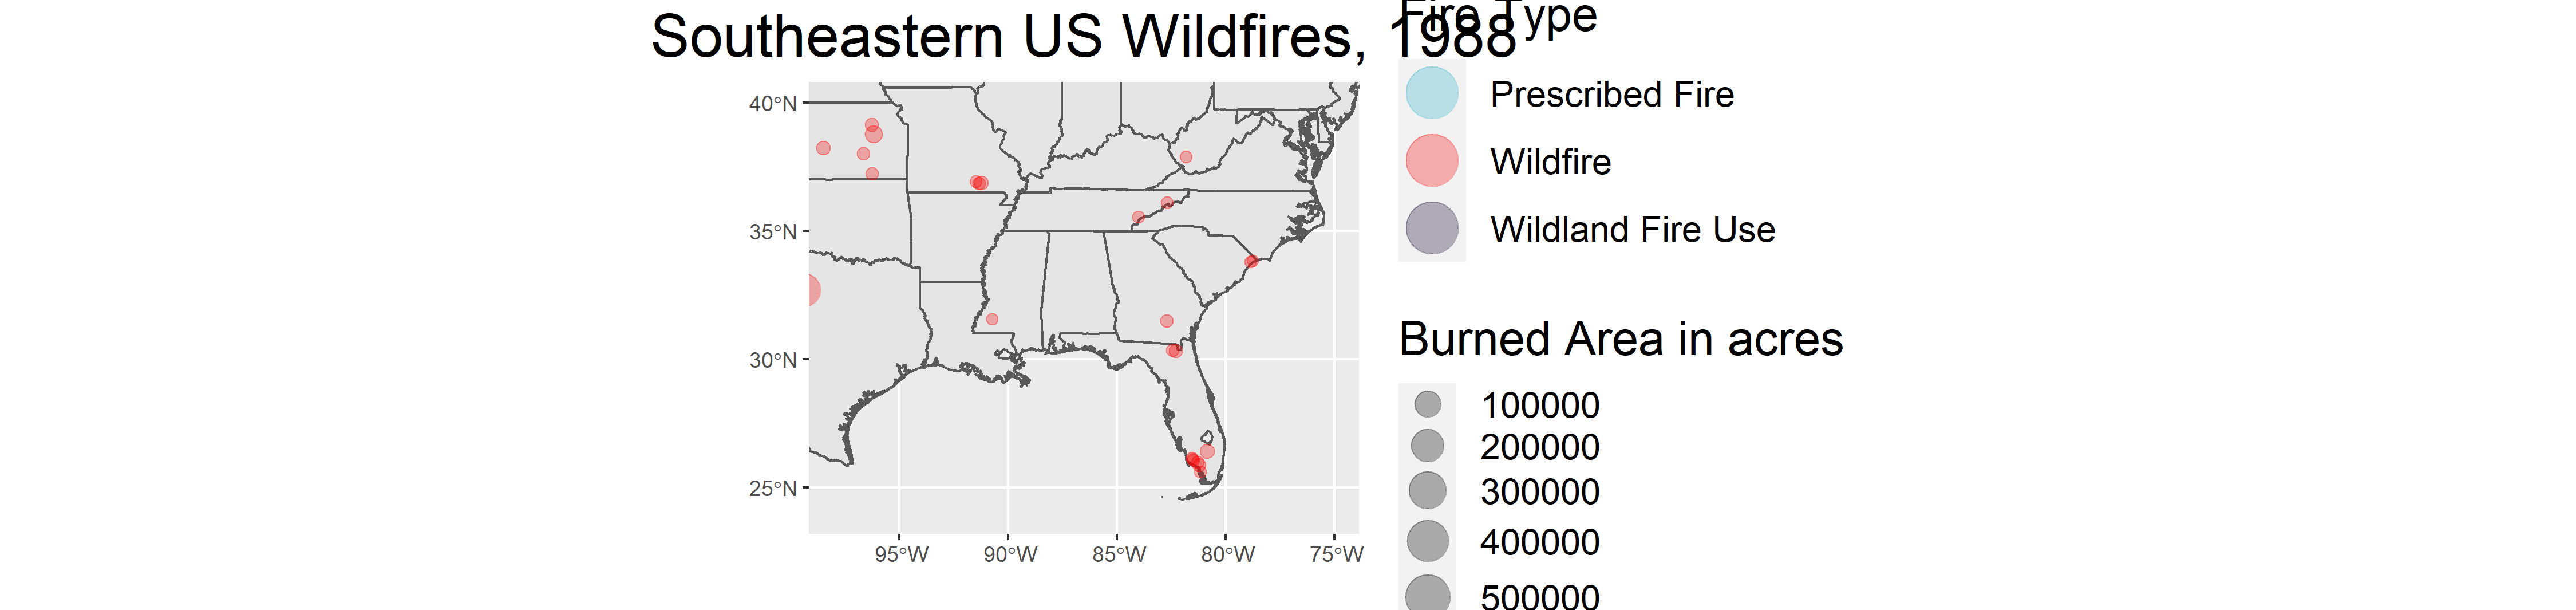 Southeastern US Wildfires, 1988
40°N
35°N
30°N
25°N
95°W
90°W
85°W
80°W
75°W
Fire Type
Prescribed Fire
Wildfire
Wildland Fire Use
Burned Area in acres
100000
200000
300000
400000
500000